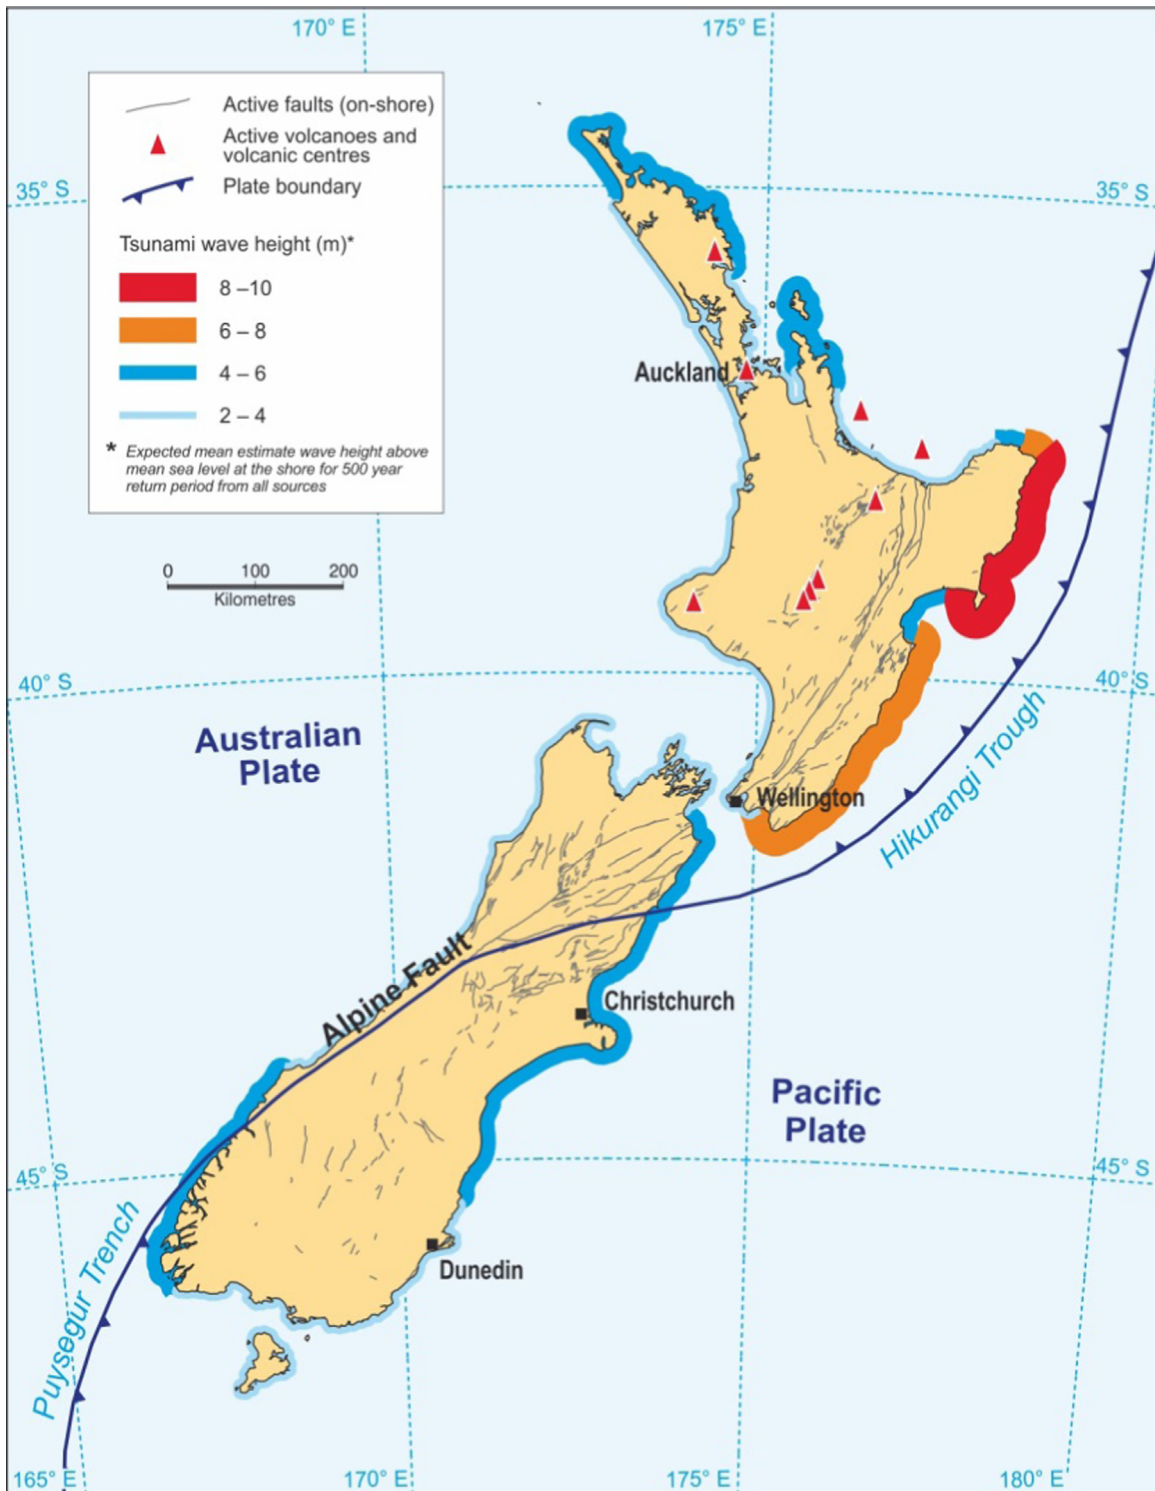 170° E
175° E
Active faults (on-shore)
Active volcanoes and
volcanic centres
Plate boundary
35° S
35° S
Tsunami wave height (m)*
8 – 10
6 – 8
4 – 6
2 – 4
* Expected mean estimate wave height above
mean sea level at the shore for 500 year
return period from all sources
Auckland
0 100 200
Kilometres
40° S
40° S
Australian
Plate
Hikurangi Trough
Wellington
Alpine Fault
Christchurch
Pacific
Plate
45° S
45° S
Puysegur Trench
Dunedin
165° E
170° E
175° E
180° E